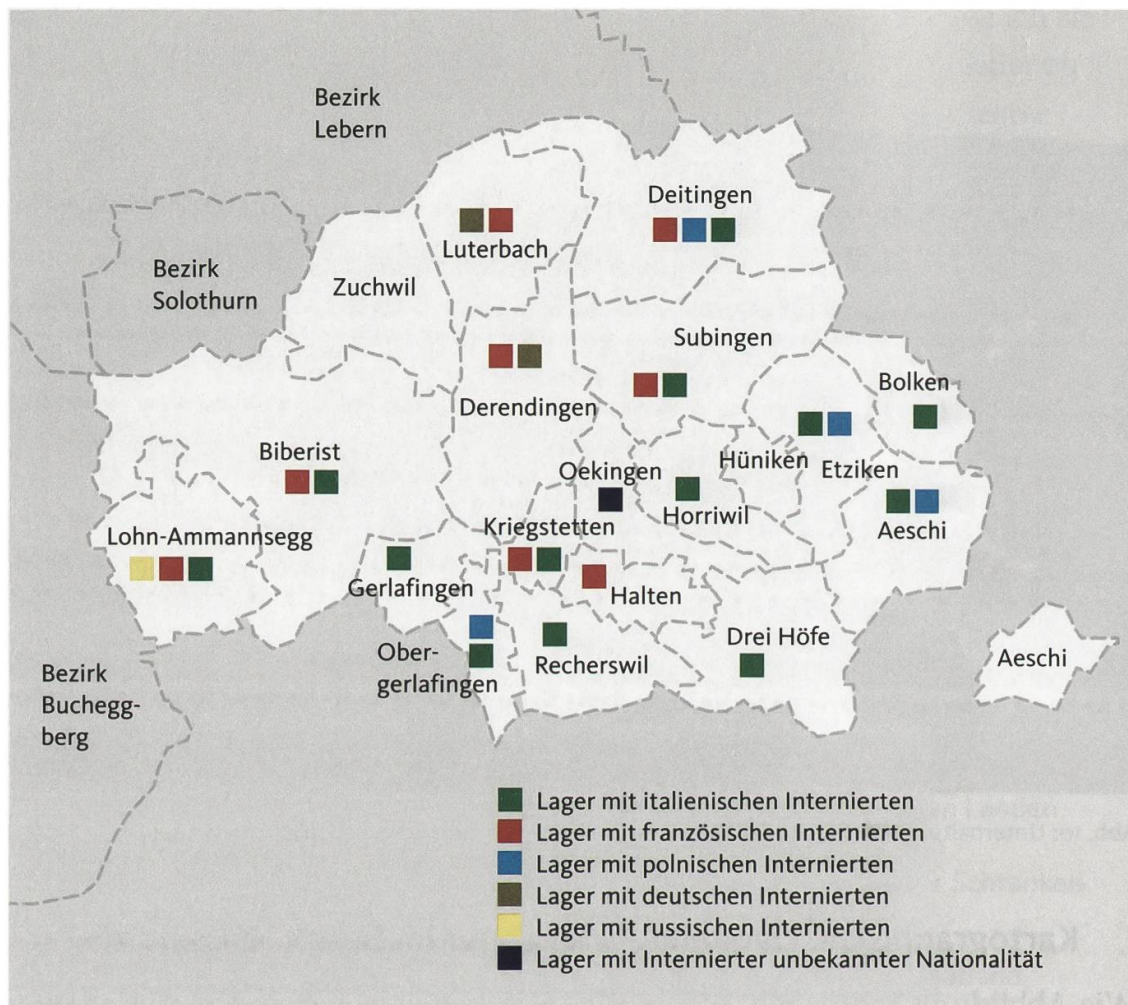 Bezirk
Lebern
Deitingen
Luterbach
Bezirk
Solothurn
Zuchwil
Subingen
Bolken
Derendingen
Biberist
Oekingen
Hüniken
Etziken
Horriwil
Aeschi
Lohn-Ammannsegg
Kriegstetten
Gerlafingen
Halten
Ober-
gerlafingen
Recherswil
Drei Höfe
Aeschi
Bezirk
Bucheggg-
berg
Lager mit italienischen Internierten
Lager mit französischen Internierten
Lager mit polnischen Internierten
Lager mit deutschen Internierten
Lager mit russischen Internierten
Lager mit Internierter unbekannter Nationalität